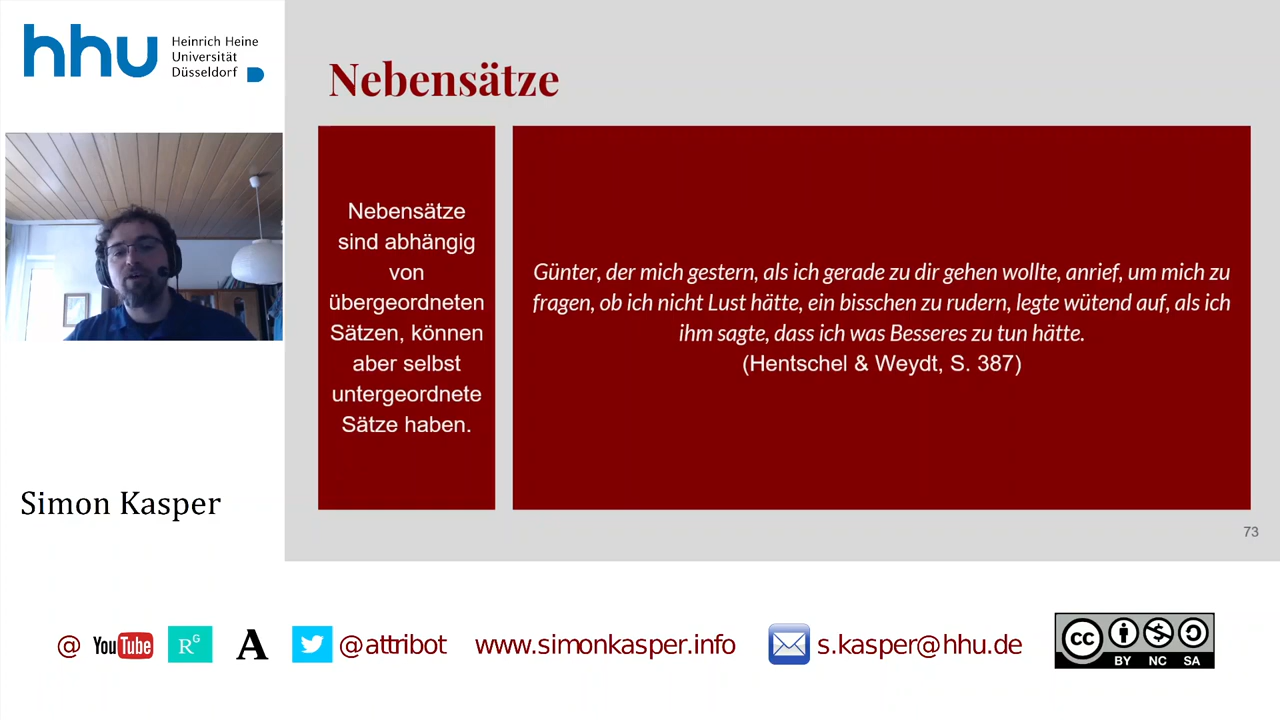 hhu Heinrich Heine
Universität
Düsseldorf
Nebensätze
Nebensätze
sind abhängig
von
übergeordneten
Sätzen, können
aber selbst
untergeordnete
Sätze haben.
Günter, der mich gestern, als ich gerade zu dir gehen wollte, anrief, um mich zu
fragen, ob ich nicht Lust hätte, ein bisschen zu rudern, legte wütend auf, als ich
ihm sagte, dass ich was Besseres zu tun hätte.
(Hentschel & Weydt, S. 387)
Simon Kasper
73
@ YouTube RG A @attribot www.simonkasper.info s.kasper@hhu.de cc
BY NC SA